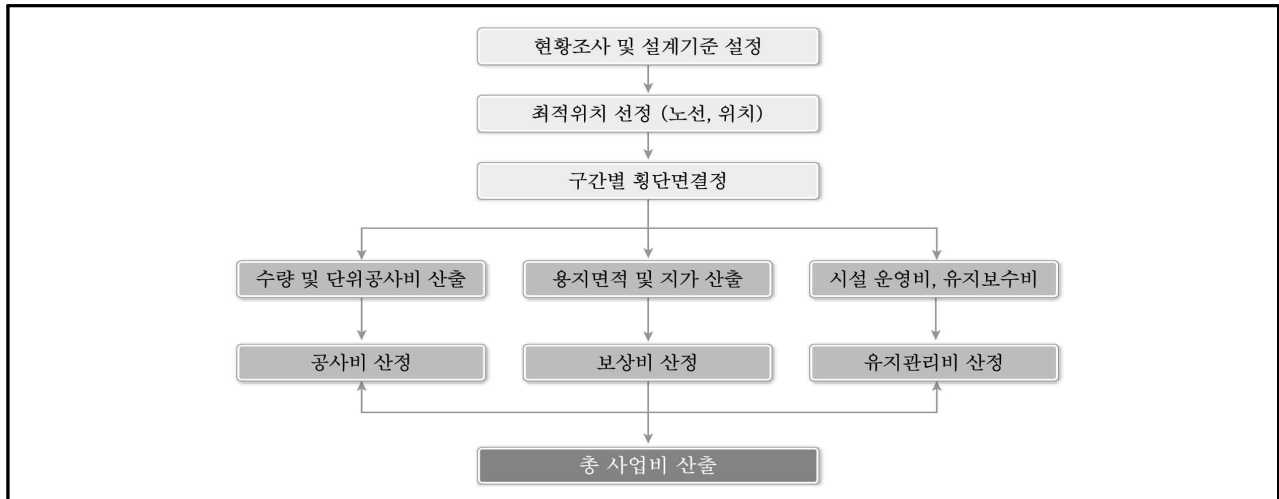 현황조사 및 설계기준 설정
최적위치 선정 (노선, 위치)
구간별 횡단면결정
수량 및 단위공사비 산출
용지면적 및 지가 산출
시설 운영비, 유지보수비
공사비 산정
보상비 산정
유지관리비 산정
총 사업비 산출